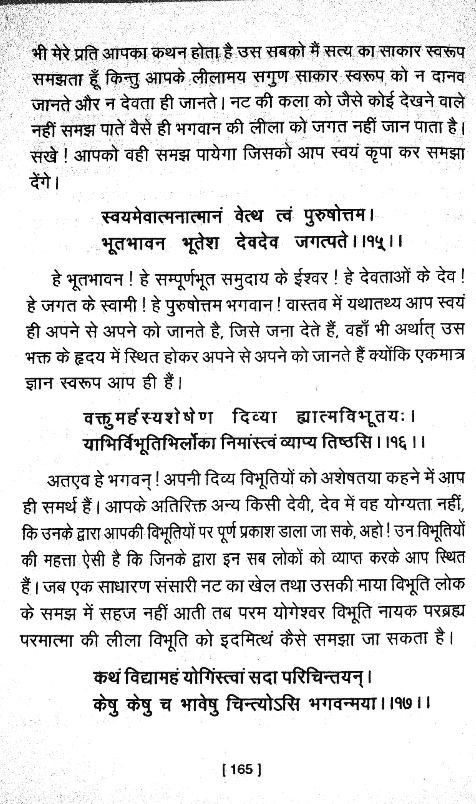 भी मेरे प्रति आपका कथन होता है उस सबको मैं सत्य का साकार स्वरूप
समझता हूँ किन्तु आपके लीलामय सगुण साकार स्वरूप को न दानव
जानते और न देवता ही जानते। नट की कला को जैसे कोई देखने वाले
नहीं समझ पाते वैसे ही भगवान की लीला को जगत नहीं जान पाता है।
सखे ! आपको वही समझ पायेगा जिसको आप स्वयं कृपा कर समझा
देंगे।
स्वयमेवात्मनात्मानं वेत्थ त्वं पुरुषोत्तम।
भूतभावन भूतेश देवदेव जगत्पते।।१५्।।
हे भूतभावन ! हे सम्पूर्णभूत समुदाय के ईश्वर ! हे देवताओं के देव !
हे जगत के स्वामी ! हे पुरुषोत्तम भगवान ! वास्तव में यथातथ्य आप स्वयं
ही अपने से अपने को जानते है, जिसे जना देते हैं, वहाँ भी अर्थात् उस
भक्त के हृदय में स्थित होकर अपने से अपने को जानते हैं क्योंकि एकमात्र
ज्ञान स्वरूप आप ही हैं।
वक्तुमर्हस्यशेषेण दिव्या ह्यात्मविभूतयः।
याभिर्विभूतिभिर्लोका निमांस्त्वं व्याप्य तिष्ठसि।।१६।।
अतएव हे भगवन् ! अपनी दिव्य विभूतियों को अशेषतया कहने में आप
ही समर्थ हैं। आपके अतिरिक्त अन्य किसी देवी, देव में वह योग्यता नहीं,
कि उनके द्वारा आपकी विभूतियों पर पूर्ण प्रकाश डाला जा सके, अहो ! उन विभूतियों
की महत्ता ऐसी है कि जिनके द्वारा इन सब लोकों को व्याप्त करके आप स्थित
हैं। जब एक साधारण संसारी नट का खेल तथा उसकी माया विभूति लोक
के समझ में सहज नहीं आती तब परम योगेश्वर विभूति नायक परब्रह्म
परमात्मा की लीला विभूति को इदमित्थं कैसे समझा जा सकता है।
कथं विद्यामहं योगिंस्त्वां सदा परिचिन्तयन्।
केषु केषु च भावेषु चिन्त्योऽसि भगवन्मया।।१७।।
[ 165 ]